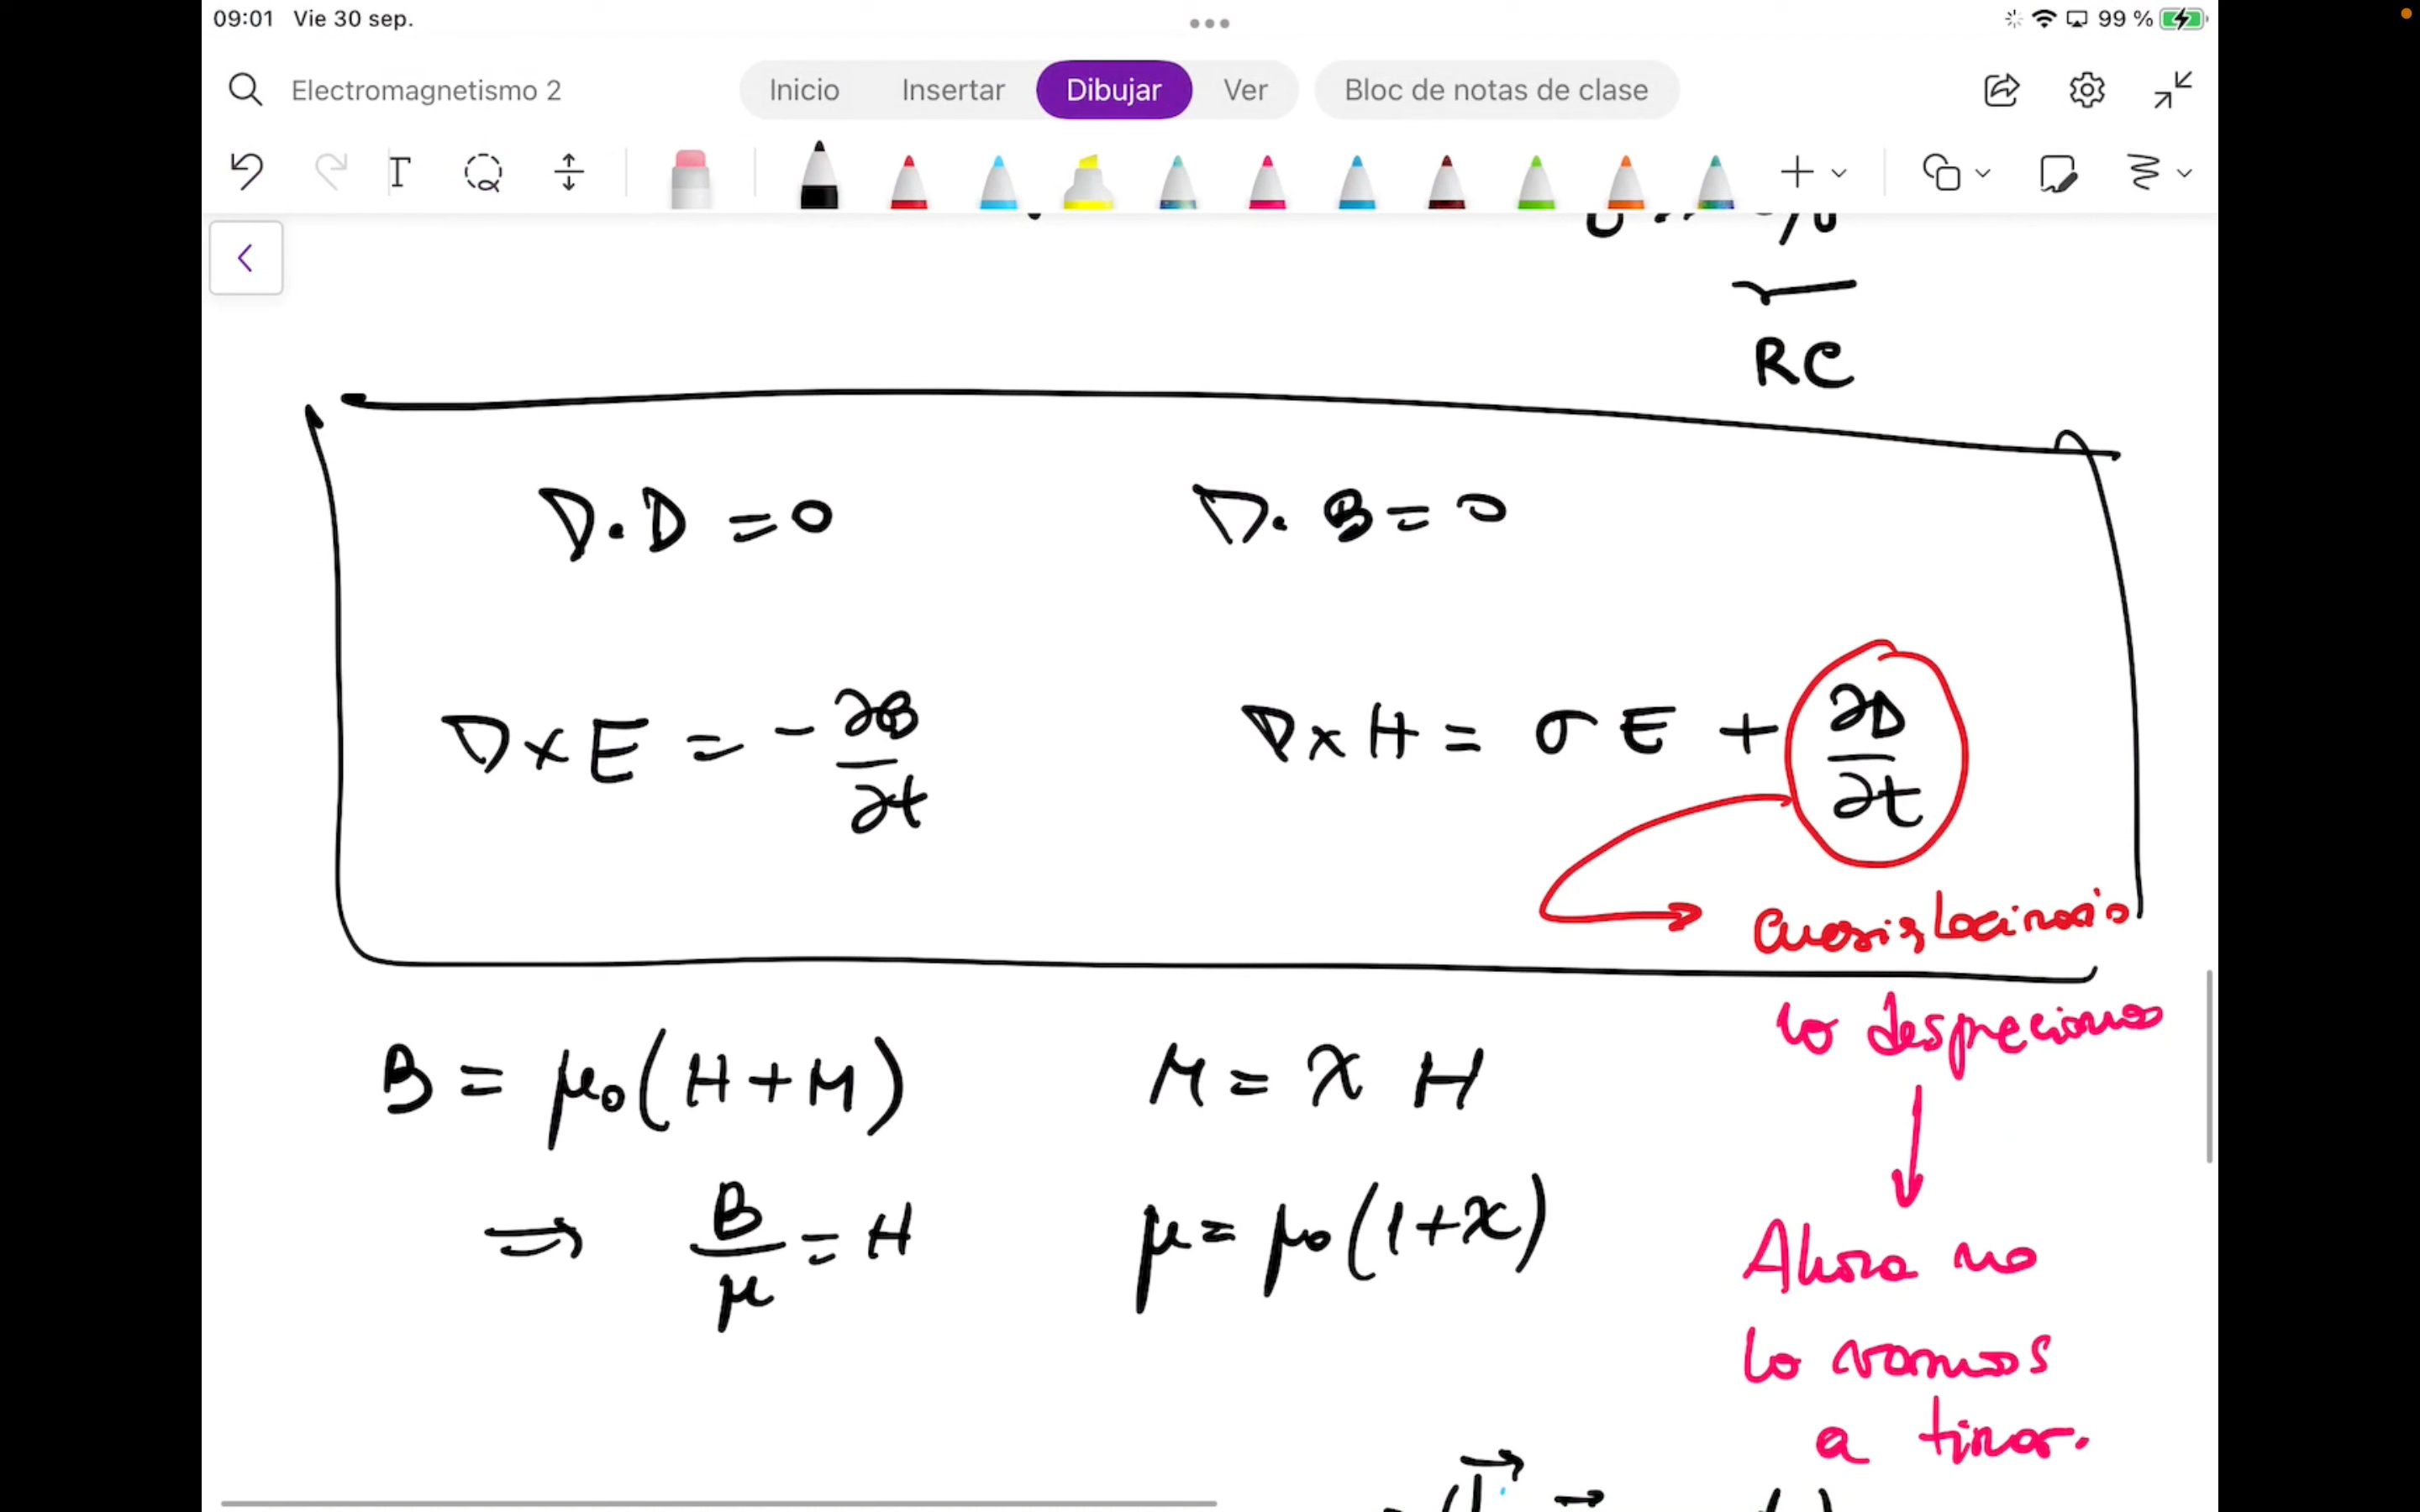 09:01 Vie 30 sep. 99 %
Electromagnetismo 2 Inicio Insertar Dibujar Ver Bloc de notas de clase
RC
∇·D = 0 ∇·B = 0
∇×E = -∂B/∂t ∇×H = σE + ∂D/∂t
Cuasiestacionario
lo despreciamos
B = μ₀(H+M) M = χ H
⇒ B/μ = H μ = μ₀(1+χ)
Ahora no
lo vamos
a tirar.